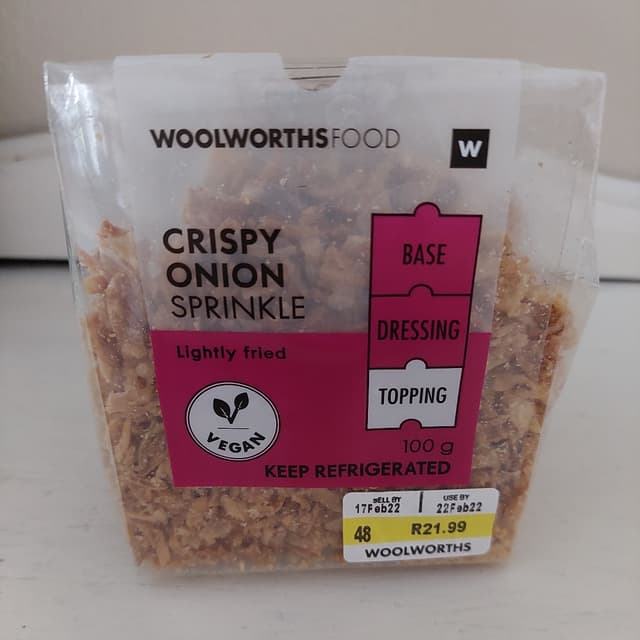 WOOLWORTHSFOOD
W
CRISPY
ONION
SPRINKLE
Lightly fried
VEGAN
BASE
DRESSING
TOPPING
100 g
KEEP REFRIGERATED
SELL BY USE BY
17Feb22 22Feb22
48 R21.99
WOOLWORTHS